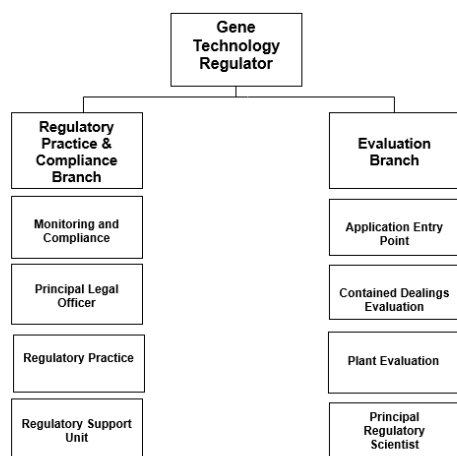 Gene
Technology
Regulator
Regulatory
Practice &
Compliance
Branch
Monitoring and
Compliance
Principal Legal
Officer
Regulatory Practice
Regulatory Support
Unit
Evaluation
Branch
Application Entry
Point
Contained Dealings
Evaluation
Plant Evaluation
Principal
Regulatory
Scientist